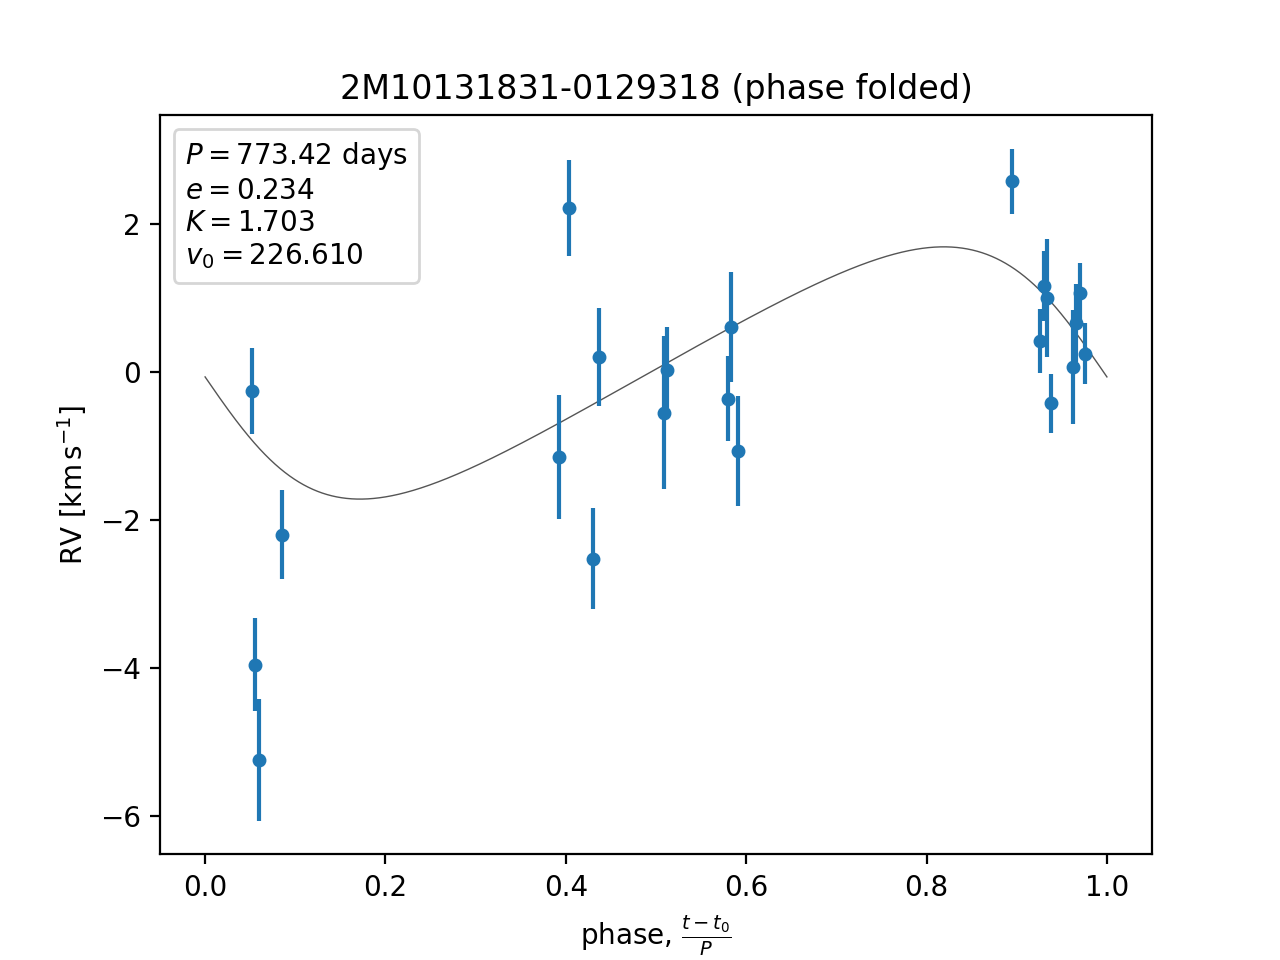 2M10131831-0129318 (phase folded)
P = 773.42 days
e = 0.234
K = 1.703
v₀ = 226.610
2
0
−2
−4
−6
RV [km s⁻¹]
0.0 0.2 0.4 0.6 0.8 1.0
phase, (t − t₀)/P